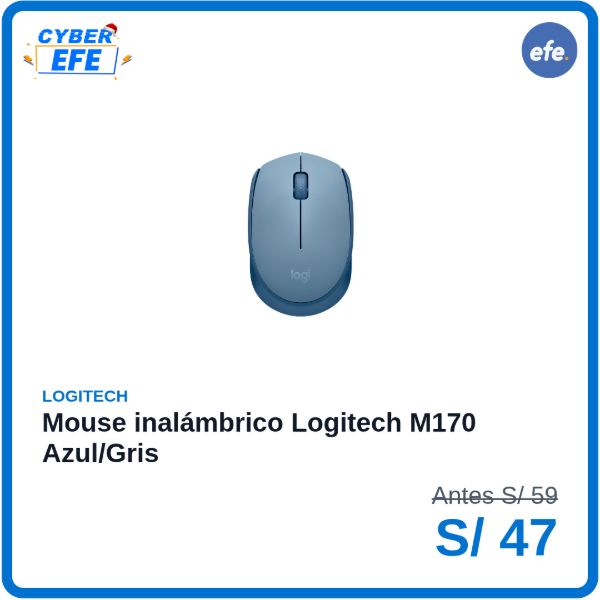 CYBER
EFE
efe.
logi
LOGITECH
Mouse inalámbrico Logitech M170
Azul/Gris
Antes S/ 59
S/ 47